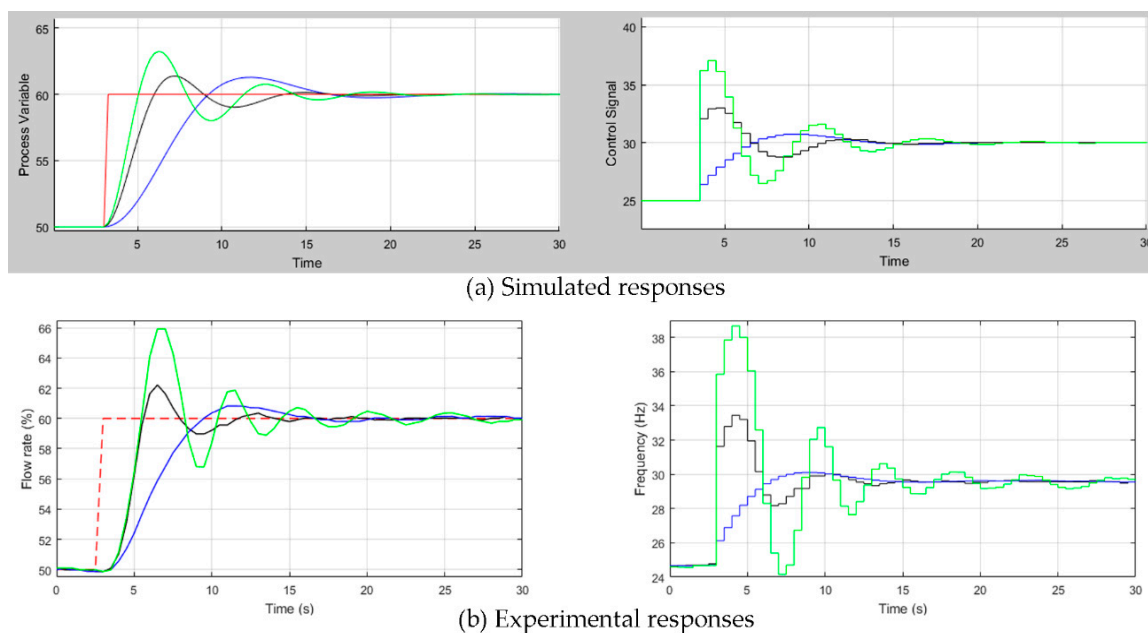 65
60
55
50
Process Variable
5 10 15 20 25 30
Time
40
35
30
25
Control Signal
5 10 15 20 25 30
Time
(a) Simulated responses
66
64
62
60
58
56
54
52
50
Flow rate (%)
0 5 10 15 20 25 30
Time (s)
38
36
34
32
30
28
26
24
Frequency (Hz)
0 5 10 15 20 25 30
Time (s)
(b) Experimental responses